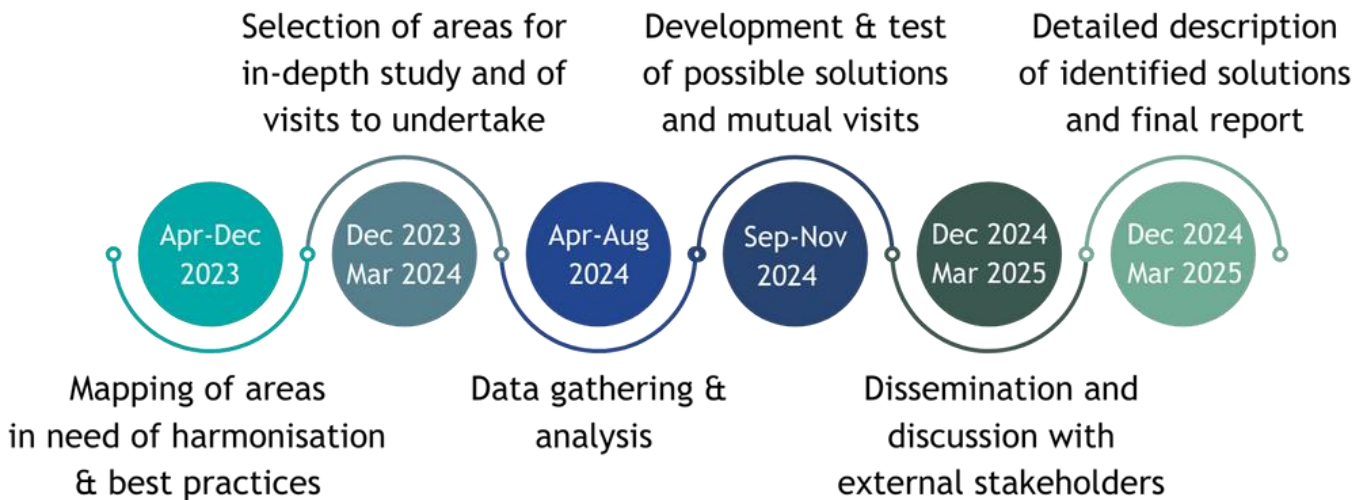 Selection of areas for
in-depth study and of
visits to undertake
Development & test
of possible solutions
and mutual visits
Detailed description
of identified solutions
and final report
Apr-Dec
2023
Dec 2023
Mar 2024
Apr-Aug
2024
Sep-Nov
2024
Dec 2024
Mar 2025
Dec 2024
Mar 2025
Mapping of areas
in need of harmonisation
& best practices
Data gathering &
analysis
Dissemination and
discussion with
external stakeholders